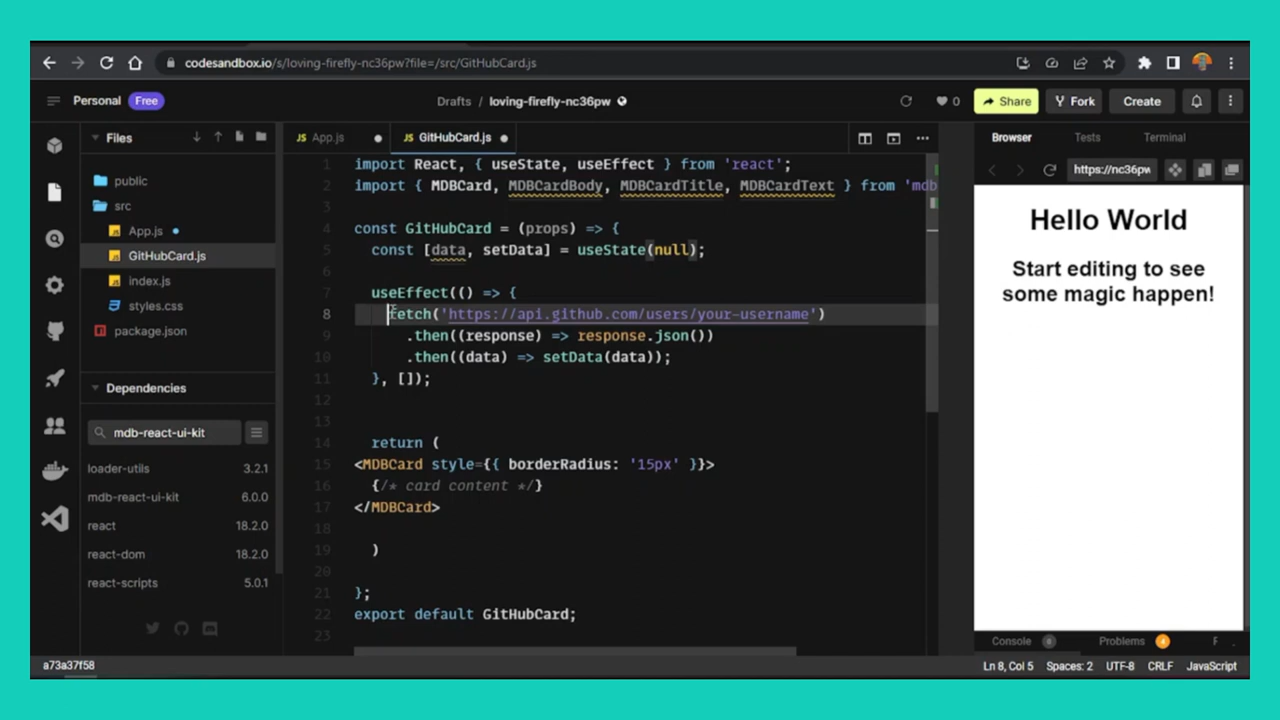 codesandbox.io/s/loving-firefly-nc36pw?file=/src/GitHubCard.js
Personal Free
Drafts / loving-firefly-nc36pw
0
Share
Fork
Create
Files
JS App.js
JS GitHubCard.js
Browser
Tests
Terminal
https://nc36pw
public
src
JS App.js
JS GitHubCard.js
JS index.js
styles.css
package.json
Dependencies
mdb-react-ui-kit
loader-utils 3.2.1
mdb-react-ui-kit 6.0.0
react 18.2.0
react-dom 18.2.0
react-scripts 5.0.1
1 import React, { useState, useEffect } from 'react';
2 import { MDBCard, MDBCardBody, MDBCardTitle, MDBCardText } from 'mdb
3
4 const GitHubCard = (props) => {
5 const [data, setData] = useState(null);
6
7 useEffect(() => {
8 fetch('https://api.github.com/users/your-username')
9 .then((response) => response.json())
10 .then((data) => setData(data));
11 }, []);
12
13
14 return (
15 <MDBCard style={{ borderRadius: '15px' }}>
16 {/* card content */}
17 </MDBCard>
18
19 )
20
21 };
22 export default GitHubCard;
23
Hello World
Start editing to see
some magic happen!
Console 0
Problems
a73a37f58
Ln 8, Col 5 Spaces: 2 UTF-8 CRLF JavaScript